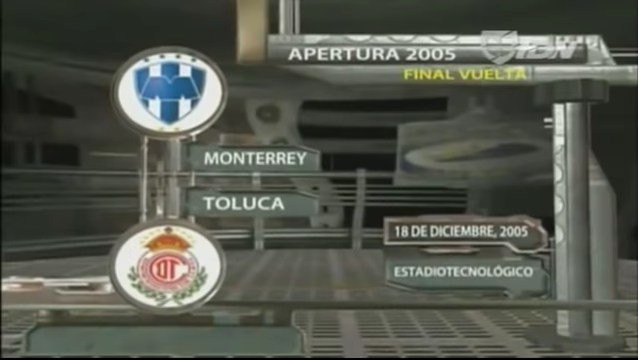 APERTURA 2005
TDN
FINAL VUELTA
MONTERREY
TOLUCA
18 DE DICIEMBRE, 2005
ESTADIOTECNOLÓGICO